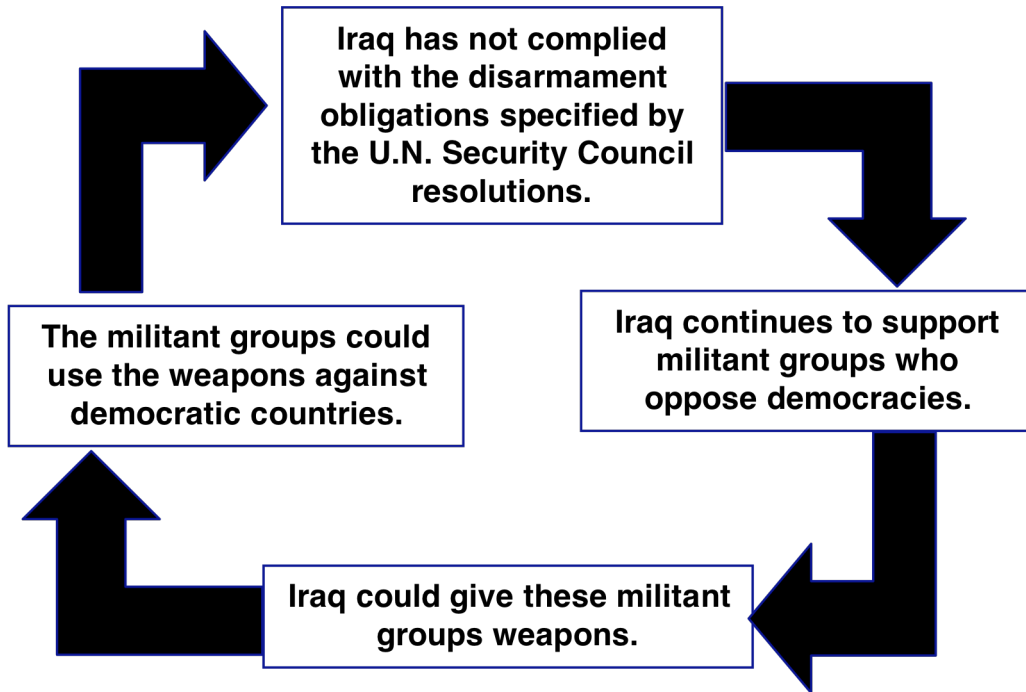 Iraq has not complied
with the disarmament
obligations specified by
the U.N. Security Council
resolutions.
Iraq continues to support
militant groups who
oppose democracies.
Iraq could give these militant
groups weapons.
The militant groups could
use the weapons against
democratic countries.